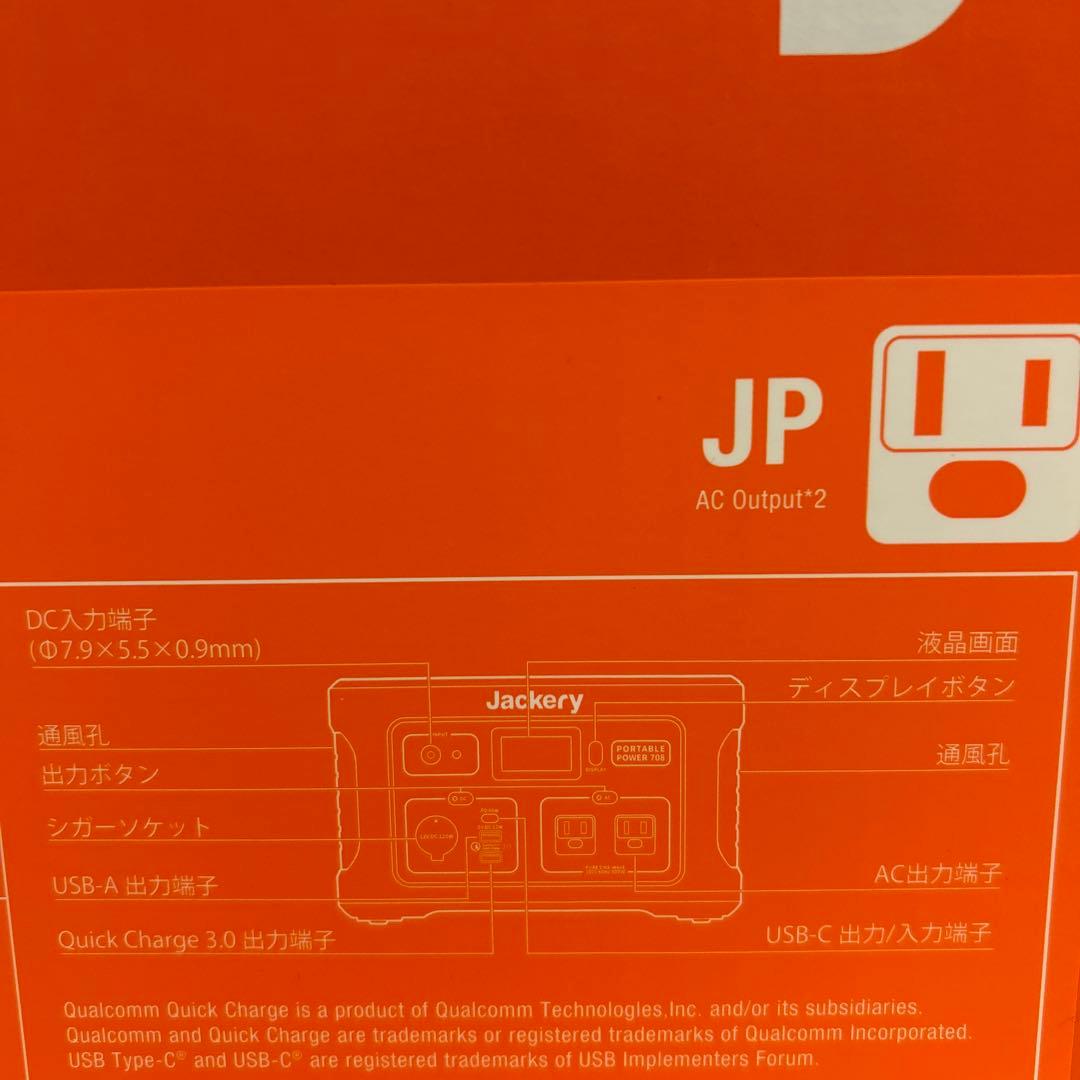 JP
AC Output*2
DC入力端子
(Φ7.9×5.5×0.9mm)
液晶画面
ディスプレイボタン
Jackery
INPUT
PORTABLE
POWER 708
DISPLAY
通風孔
通風孔
出力ボタン
DC
AC
シガーソケット
USB-A 出力端子
AC出力端子
Quick Charge 3.0 出力端子
USB-C 出力/入力端子
Qualcomm Quick Charge is a product of Qualcomm Technologies,Inc. and/or its subsidiaries.
Qualcomm and Quick Charge are trademarks or registered trademarks of Qualcomm Incorporated.
USB Type-C® and USB-C® are registered trademarks of USB Implementers Forum.